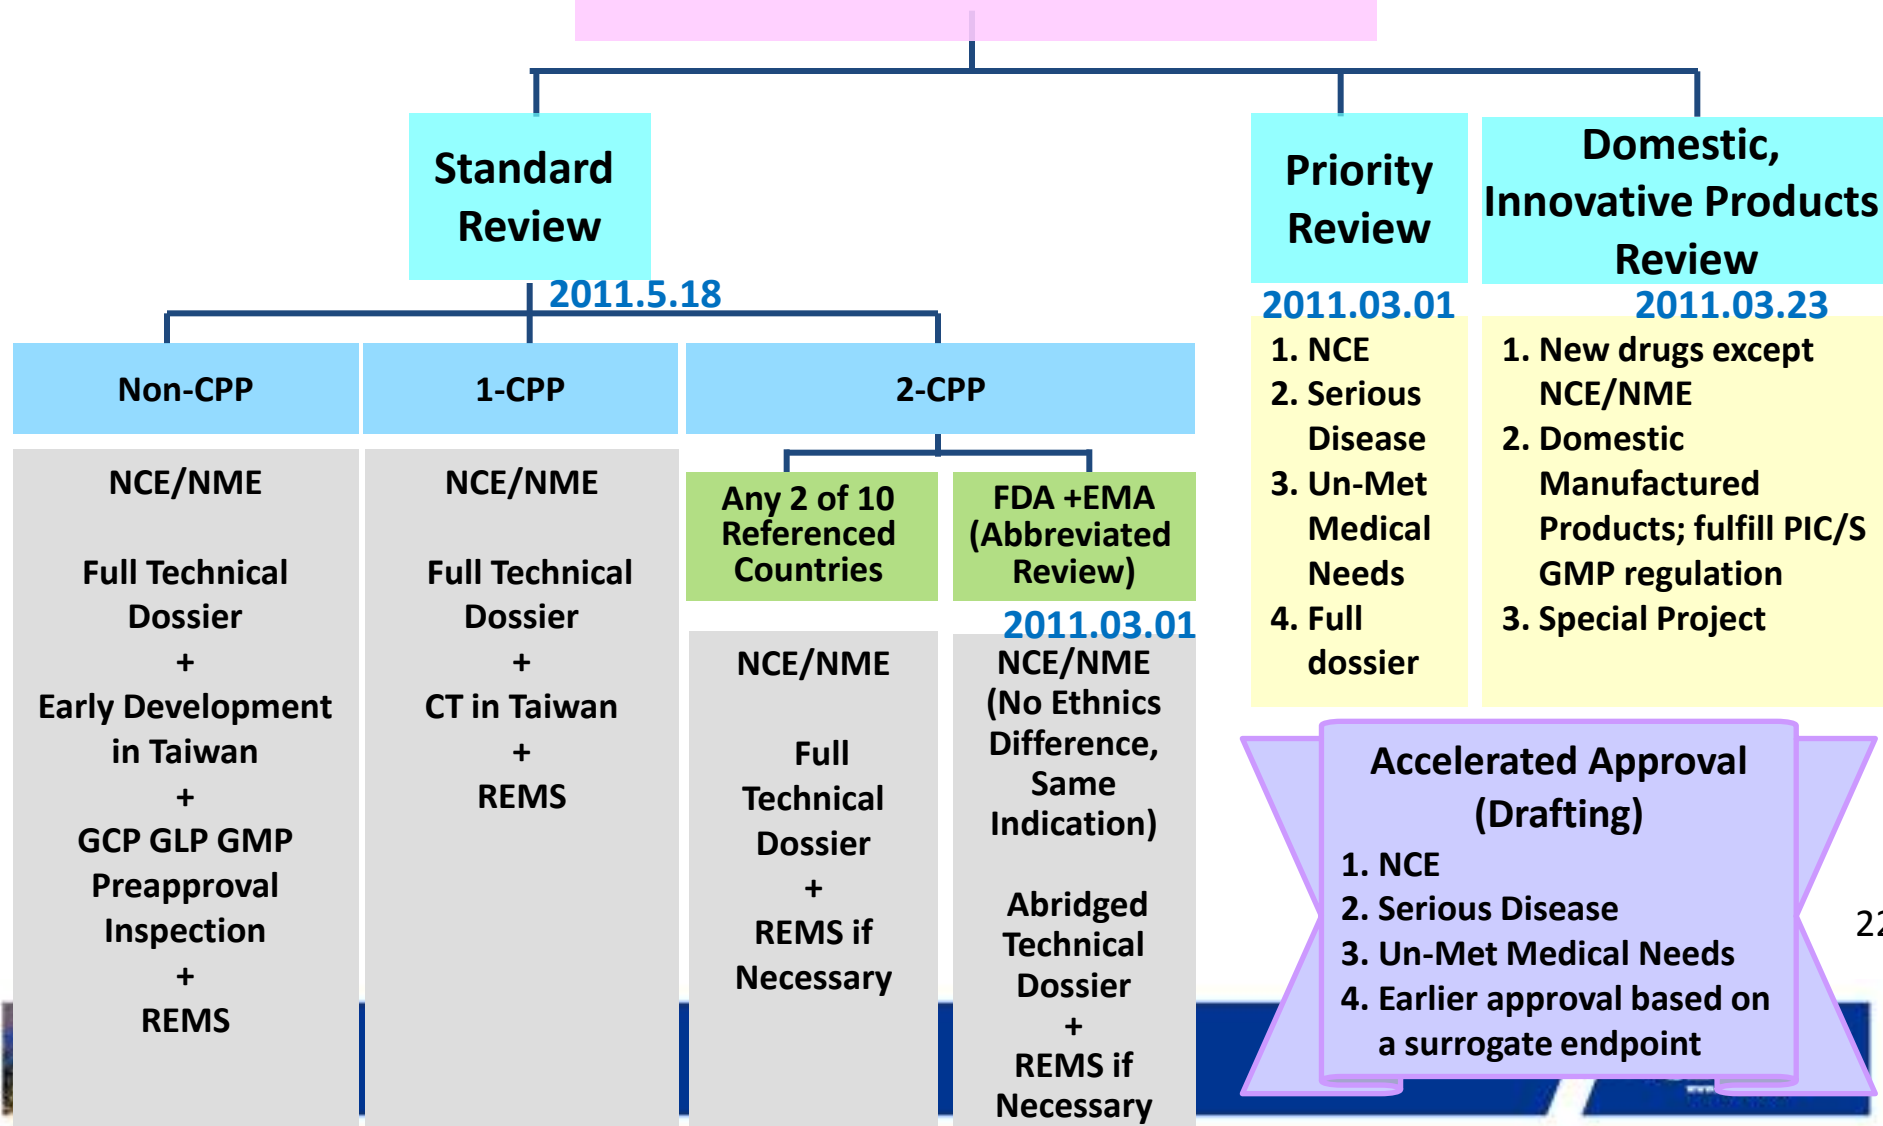 Standard
Review
2011.5.18
Non-CPP
NCE/NME
Full Technical
Dossier
+
Early Development
in Taiwan
+
GCP GLP GMP
Preapproval
Inspection
+
REMS
1-CPP
NCE/NME
Full Technical
Dossier
+
CT in Taiwan
+
REMS
2-CPP
Any 2 of 10
Referenced
Countries
NCE/NME
Full
Technical
Dossier
+
REMS if
Necessary
FDA +EMA
(Abbreviated
Review)
2011.03.01
NCE/NME
(No Ethnics
Difference,
Same
Indication)
Abridged
Technical
Dossier
+
REMS if
Necessary
Priority
Review
2011.03.01
1. NCE
2. Serious
Disease
3. Un-Met
Medical
Needs
4. Full
dossier
Domestic,
Innovative Products
Review
2011.03.23
1. New drugs except
NCE/NME
2. Domestic
Manufactured
Products; fulfill PIC/S
GMP regulation
3. Special Project
Accelerated Approval
(Drafting)
1. NCE
2. Serious Disease
3. Un-Met Medical Needs
4. Earlier approval based on
a surrogate endpoint
22